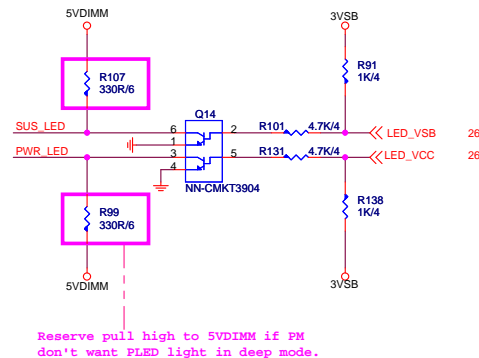 5VDIMM
3VSB
R107
330R/6
R91
1K/4
Q14
SUS_LED
6
2
R101
4.7K/4
LED_VSB
26
1
PWR_LED
3
5
R131
4.7K/4
LED_VCC
26
4
NN-CMKT3904
R99
330R/6
R138
1K/4
5VDIMM
3VSB
Reserve pull high to 5VDIMM if PM
don't want PLED light in deep mode.